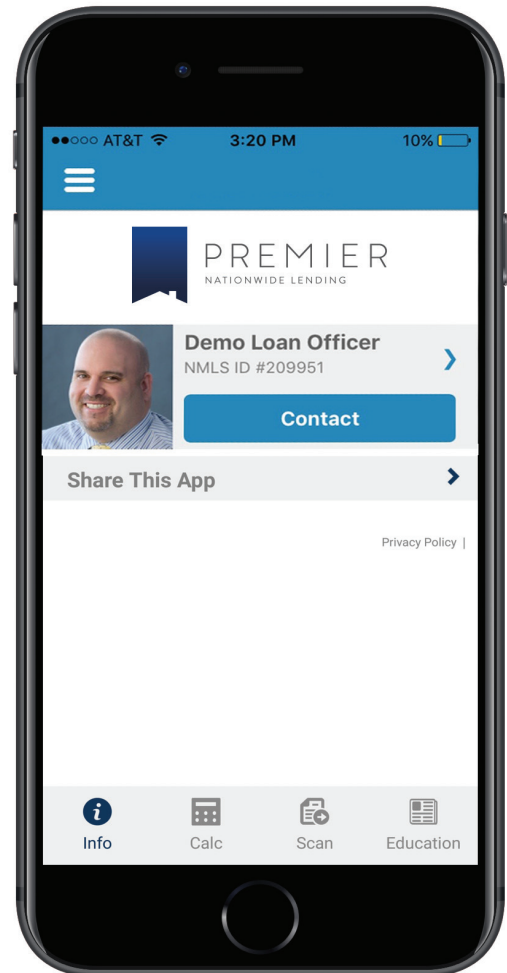 AT&T 3:20 PM 10%
PREMIER
NATIONWIDE LENDING
Demo Loan Officer
NMLS ID #209951
Contact
Share This App
Privacy Policy |
i
Info Calc Scan Education